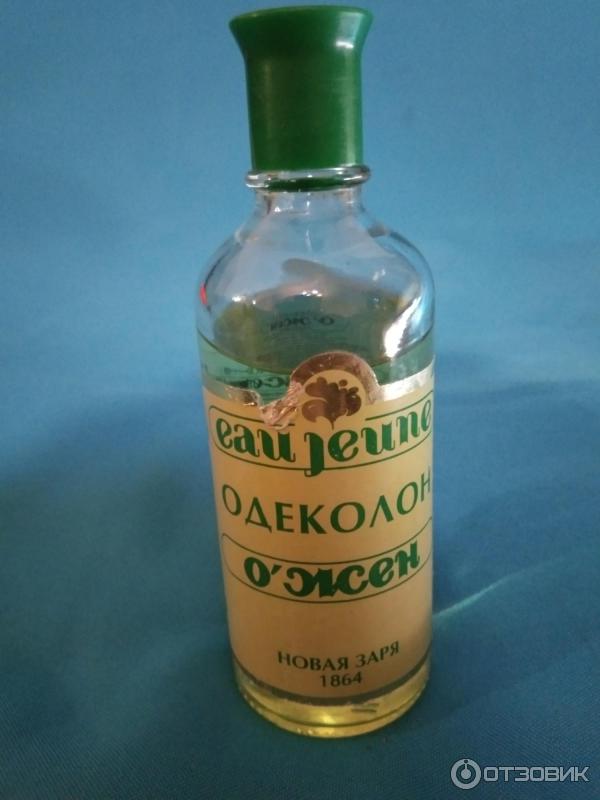 eau jeune
ОДЕКОЛОН
о'жен
НОВАЯ ЗАРЯ
1864
ОТЗОВИК